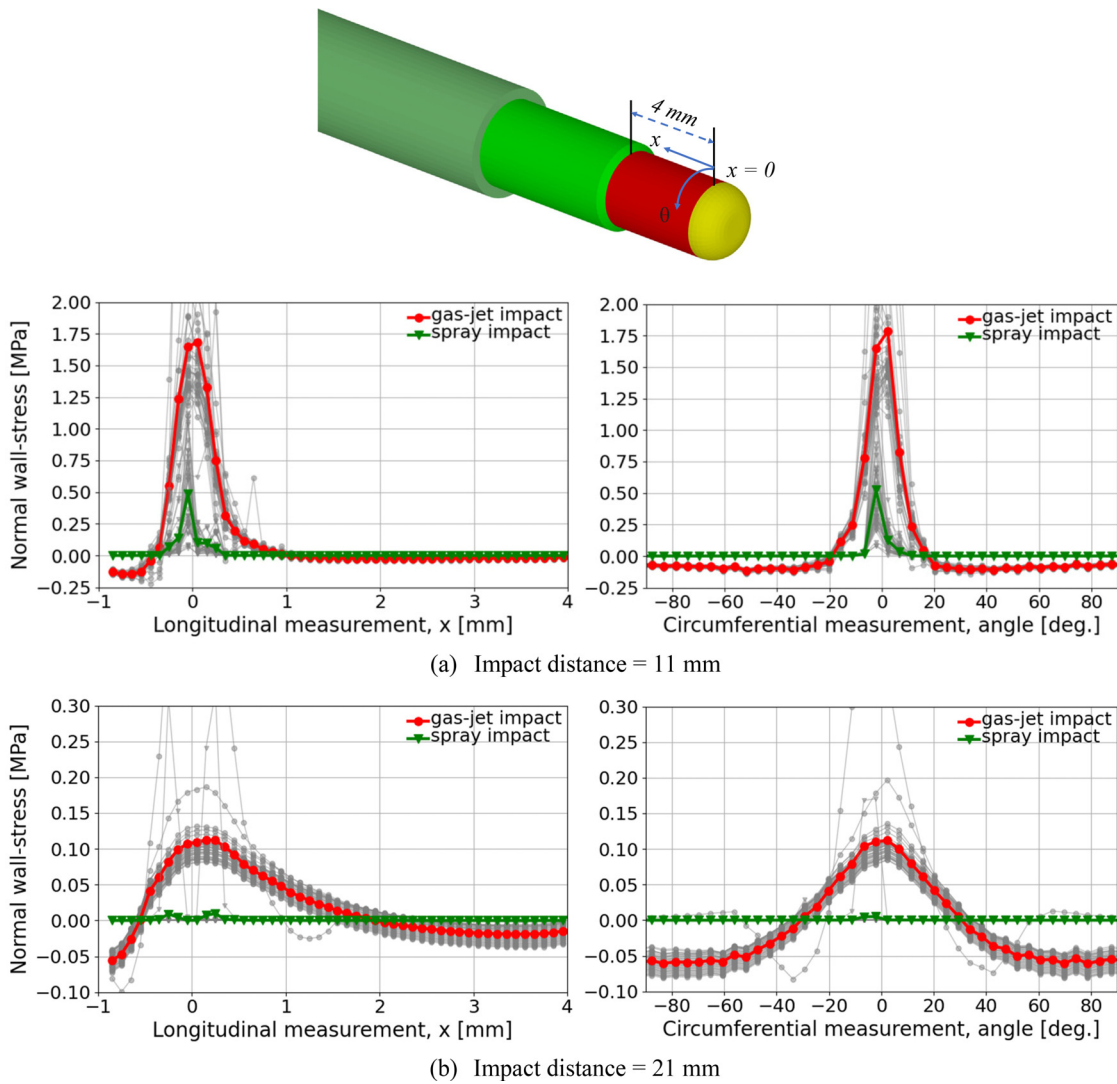 4 mm
x
x = 0
θ
2.00
1.75
1.50
1.25
1.00
0.75
0.50
0.25
0.00
−0.25
Normal wall-stress [MPa]
gas-jet impact
spray impact
−1 0 1 2 3 4
Longitudinal measurement, x [mm]
2.00
1.75
1.50
1.25
1.00
0.75
0.50
0.25
0.00
−0.25
gas-jet impact
spray impact
−80 −60 −40 −20 0 20 40 60 80
Circumferential measurement, angle [deg.]
(a) Impact distance = 11 mm
0.30
0.25
0.20
0.15
0.10
0.05
0.00
−0.05
−0.10
Normal wall-stress [MPa]
gas-jet impact
spray impact
−1 0 1 2 3 4
Longitudinal measurement, x [mm]
0.30
0.25
0.20
0.15
0.10
0.05
0.00
−0.05
−0.10
gas-jet impact
spray impact
−80 −60 −40 −20 0 20 40 60 80
Circumferential measurement, angle [deg.]
(b) Impact distance = 21 mm